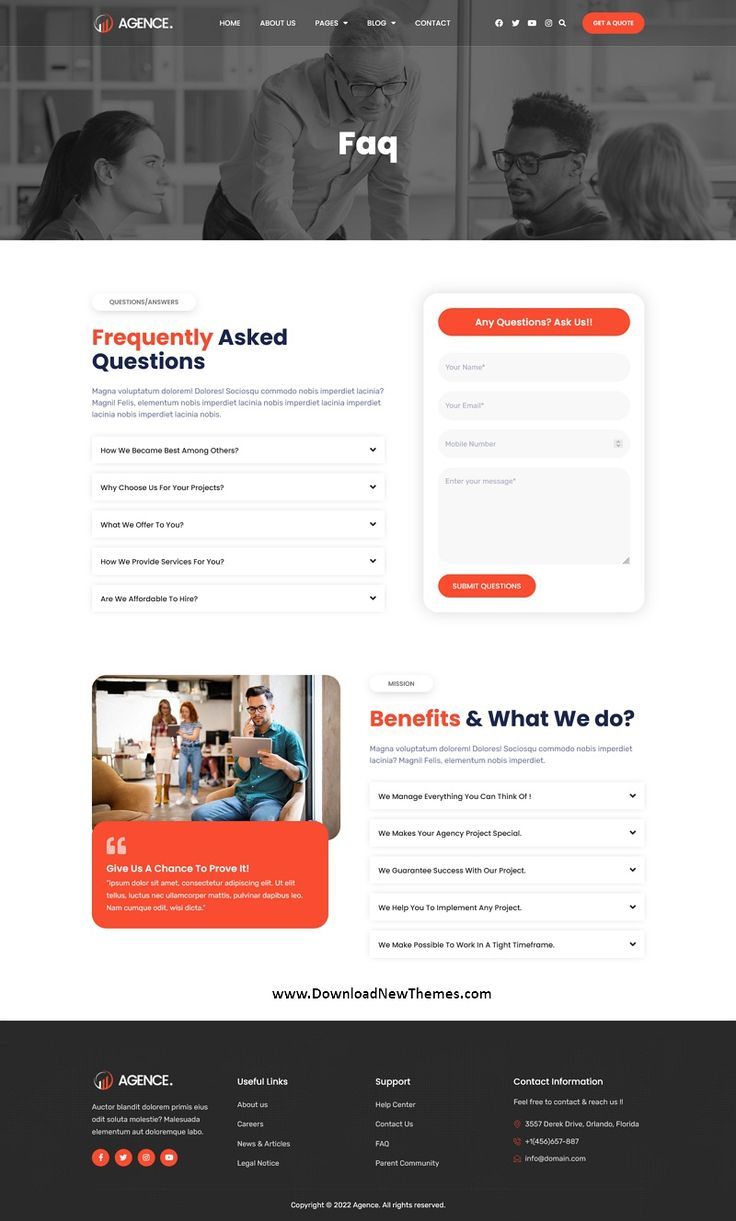 AGENCE.
HOME ABOUT US PAGES BLOG CONTACT GET A QUOTE
Faq
QUESTIONS/ANSWERS
Frequently Asked
Questions
Magna voluptatum dolorem! Dolores! Sociosqu commodo nobis imperdiet lacinia?
Magni! Felis, elementum nobis imperdiet lacinia nobis imperdiet lacinia imperdiet
lacinia nobis imperdiet lacinia nobis.
How We Became Best Among Others?
Why Choose Us For Your Projects?
What We Offer To You?
How We Provide Services For You?
Are We Affordable To Hire?
Any Questions? Ask Us!!
Your Name*
Your Email*
Mobile Number
Enter your message*
SUBMIT QUESTIONS
Give Us A Chance To Prove It!
"Ipsum dolor sit amet, consectetur adipiscing elit. Ut elit
tellus, luctus nec ullamcorper mattis, pulvinar dapibus leo.
Nam cumque odit, wisi dicta."
MISSION
Benefits & What We do?
Magna voluptatum dolorem! Dolores! Sociosqu commodo nobis imperdiet
lacinia? Magni! Felis, elementum nobis imperdiet.
We Manage Everything You Can Think Of !
We Makes Your Agency Project Special.
We Guarantee Success With Our Project.
We Help You To Implement Any Project.
We Make Possible To Work In A Tight Timeframe.
www.DownloadNewThemes.com
AGENCE.
Auctor blandit dolorem primis eius
odit soluta molestie? Malesuada
elementum aut doloremque labo.
Useful Links
About us
Careers
News & Articles
Legal Notice
Support
Help Center
Contact Us
FAQ
Parent Community
Contact Information
Feel free to contact & reach us !!
3557 Derek Drive, Orlando, Florida
+1(456)657-887
info@domain.com
Copyright © 2022 Agence. All rights reserved.